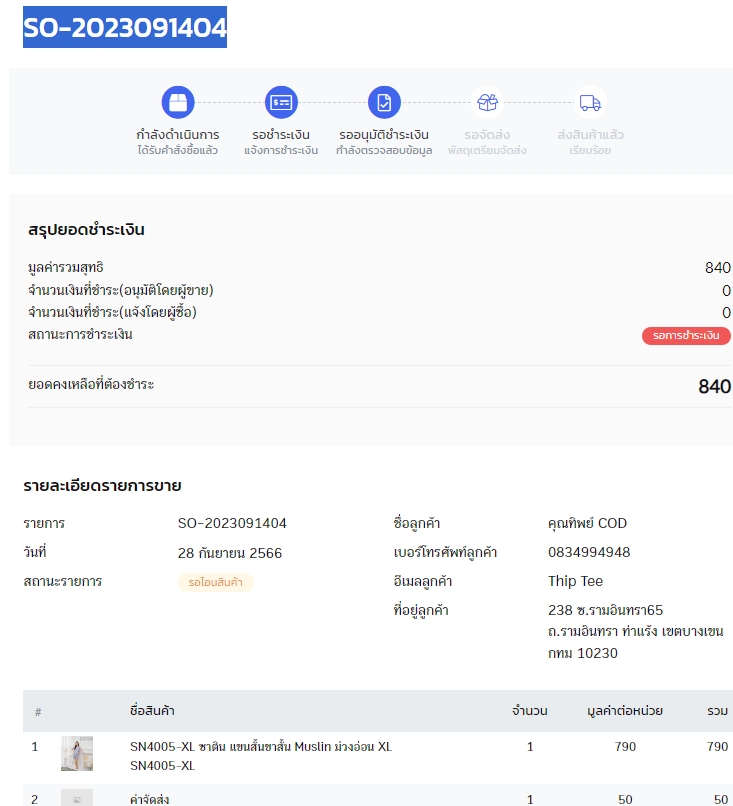 SO-2023091404
กำลังดำเนินการ
ได้รับคำสั่งซื้อแล้ว
รอชำระเงิน
แจ้งการชำระเงิน
รออนุมัติชำระเงิน
กำลังตรวจสอบข้อมูล
รอจัดส่ง
พัสดุเตรียมจัดส่ง
ส่งสินค้าแล้ว
เรียบร้อย
สรุปยอดชำระเงิน
มูลค่ารวมสุทธิ 840
จำนวนเงินที่ชำระ(อนุมัติโดยผู้ขาย) 0
จำนวนเงินที่ชำระ(แจ้งโดยผู้ซื้อ) 0
สถานะการชำระเงิน รอการชำระเงิน
ยอดคงเหลือที่ต้องชำระ 840
รายละเอียดรายการขาย
รายการ SO-2023091404
วันที่ 28 กันยายน 2566
สถานะรายการ รอโอนสินค้า
ชื่อลูกค้า คุณทิพย์ COD
เบอร์โทรศัพท์ลูกค้า 0834994948
อีเมลลูกค้า Thip Tee
ที่อยู่ลูกค้า 238 ซ.รามอินทรา65
ถ.รามอินทรา ท่าแร้ง เขตบางเขน
กทม 10230
# ชื่อสินค้า จำนวน มูลค่าต่อหน่วย รวม
1 SN4005-XL ซาติน แขนสั้นขาสั้น Muslin ม่วงอ่อน XL 1 790 790
SN4005-XL
2 ค่าจัดส่ง 1 50 50